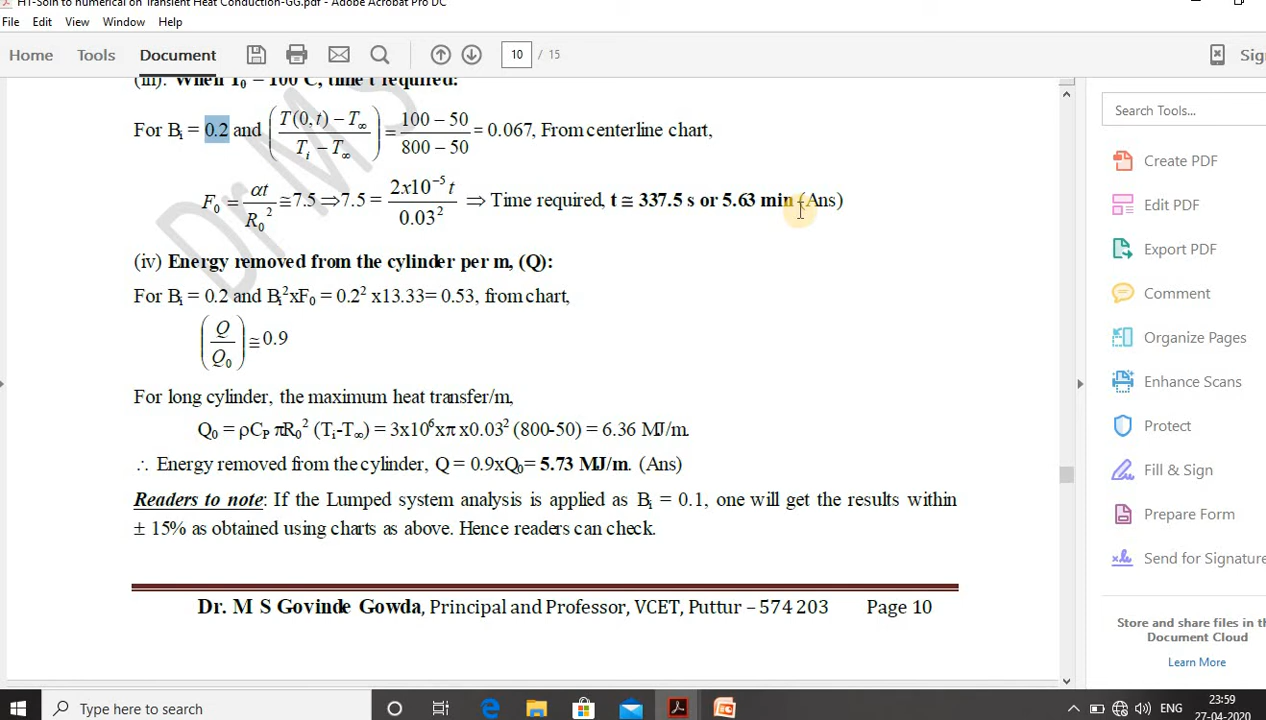 HT-Soln to numerical on Transient Heat Conduction-GG.pdf - Adobe Acrobat Pro DC
File Edit View Window Help
Home Tools Document 10 / 15 Sig
(iii). When T₀ = 100°C, time t required:
For Bᵢ = 0.2 and (T(0,t) − T∞ / Tᵢ − T∞) = 100 − 50 / 800 − 50 = 0.067, From centerline chart,
F₀ = αt / R₀² ≅ 7.5 ⇒ 7.5 = 2x10⁻⁵ t / 0.03² ⇒ Time required, t ≅ 337.5 s or 5.63 min (Ans)
(iv) Energy removed from the cylinder per m, (Q):
For Bᵢ = 0.2 and Bᵢ²xF₀ = 0.2² x13.33= 0.53, from chart,
(Q / Q₀) ≅ 0.9
For long cylinder, the maximum heat transfer/m,
Q₀ = ρCₚ πR₀² (Tᵢ-T∞) = 3x10⁶xπ x0.03² (800-50) = 6.36 MJ/m.
∴ Energy removed from the cylinder, Q = 0.9xQ₀= 5.73 MJ/m. (Ans)
Readers to note: If the Lumped system analysis is applied as Bᵢ = 0.1, one will get the results within
± 15% as obtained using charts as above. Hence readers can check.
Dr. M S Govinde Gowda, Principal and Professor, VCET, Puttur – 574 203 Page 10
Dr MS
Search Tools...
Create PDF
Edit PDF
Export PDF
Comment
Organize Pages
Enhance Scans
Protect
Fill & Sign
Prepare Form
Send for Signature
Store and share files in the
Document Cloud
Learn More
Type here to search
ENG
23:59
27-04-2020